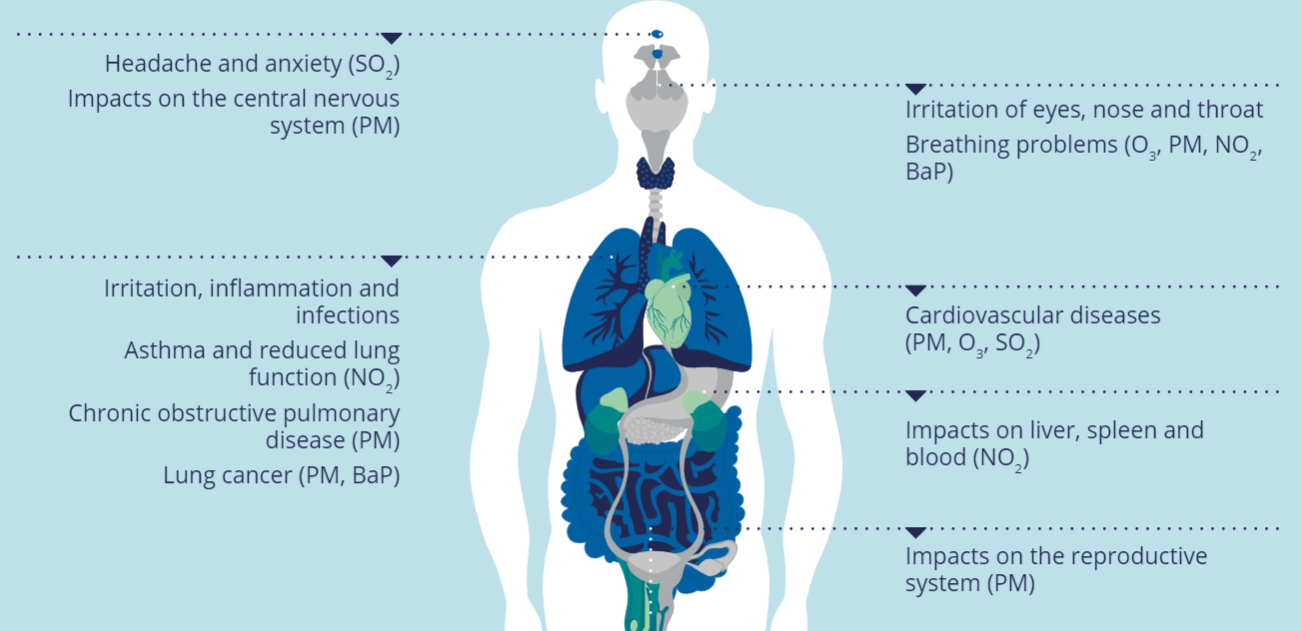 Headache and anxiety (SO₂)
Impacts on the central nervous
system (PM)
Irritation, inflammation and
infections
Asthma and reduced lung
function (NO₂)
Chronic obstructive pulmonary
disease (PM)
Lung cancer (PM, BaP)
Irritation of eyes, nose and throat
Breathing problems (O₃, PM, NO₂,
BaP)
Cardiovascular diseases
(PM, O₃, SO₂)
Impacts on liver, spleen and
blood (NO₂)
Impacts on the reproductive
system (PM)